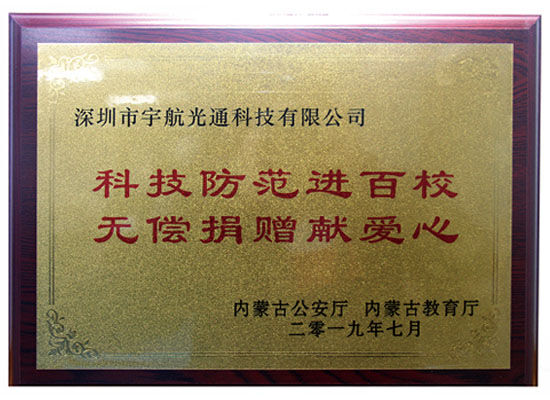 深圳市宇航光通科技有限公司
科技防范进百校
无偿捐赠献爱心
内蒙古公安厅 内蒙古教育厅
二零一九年七月